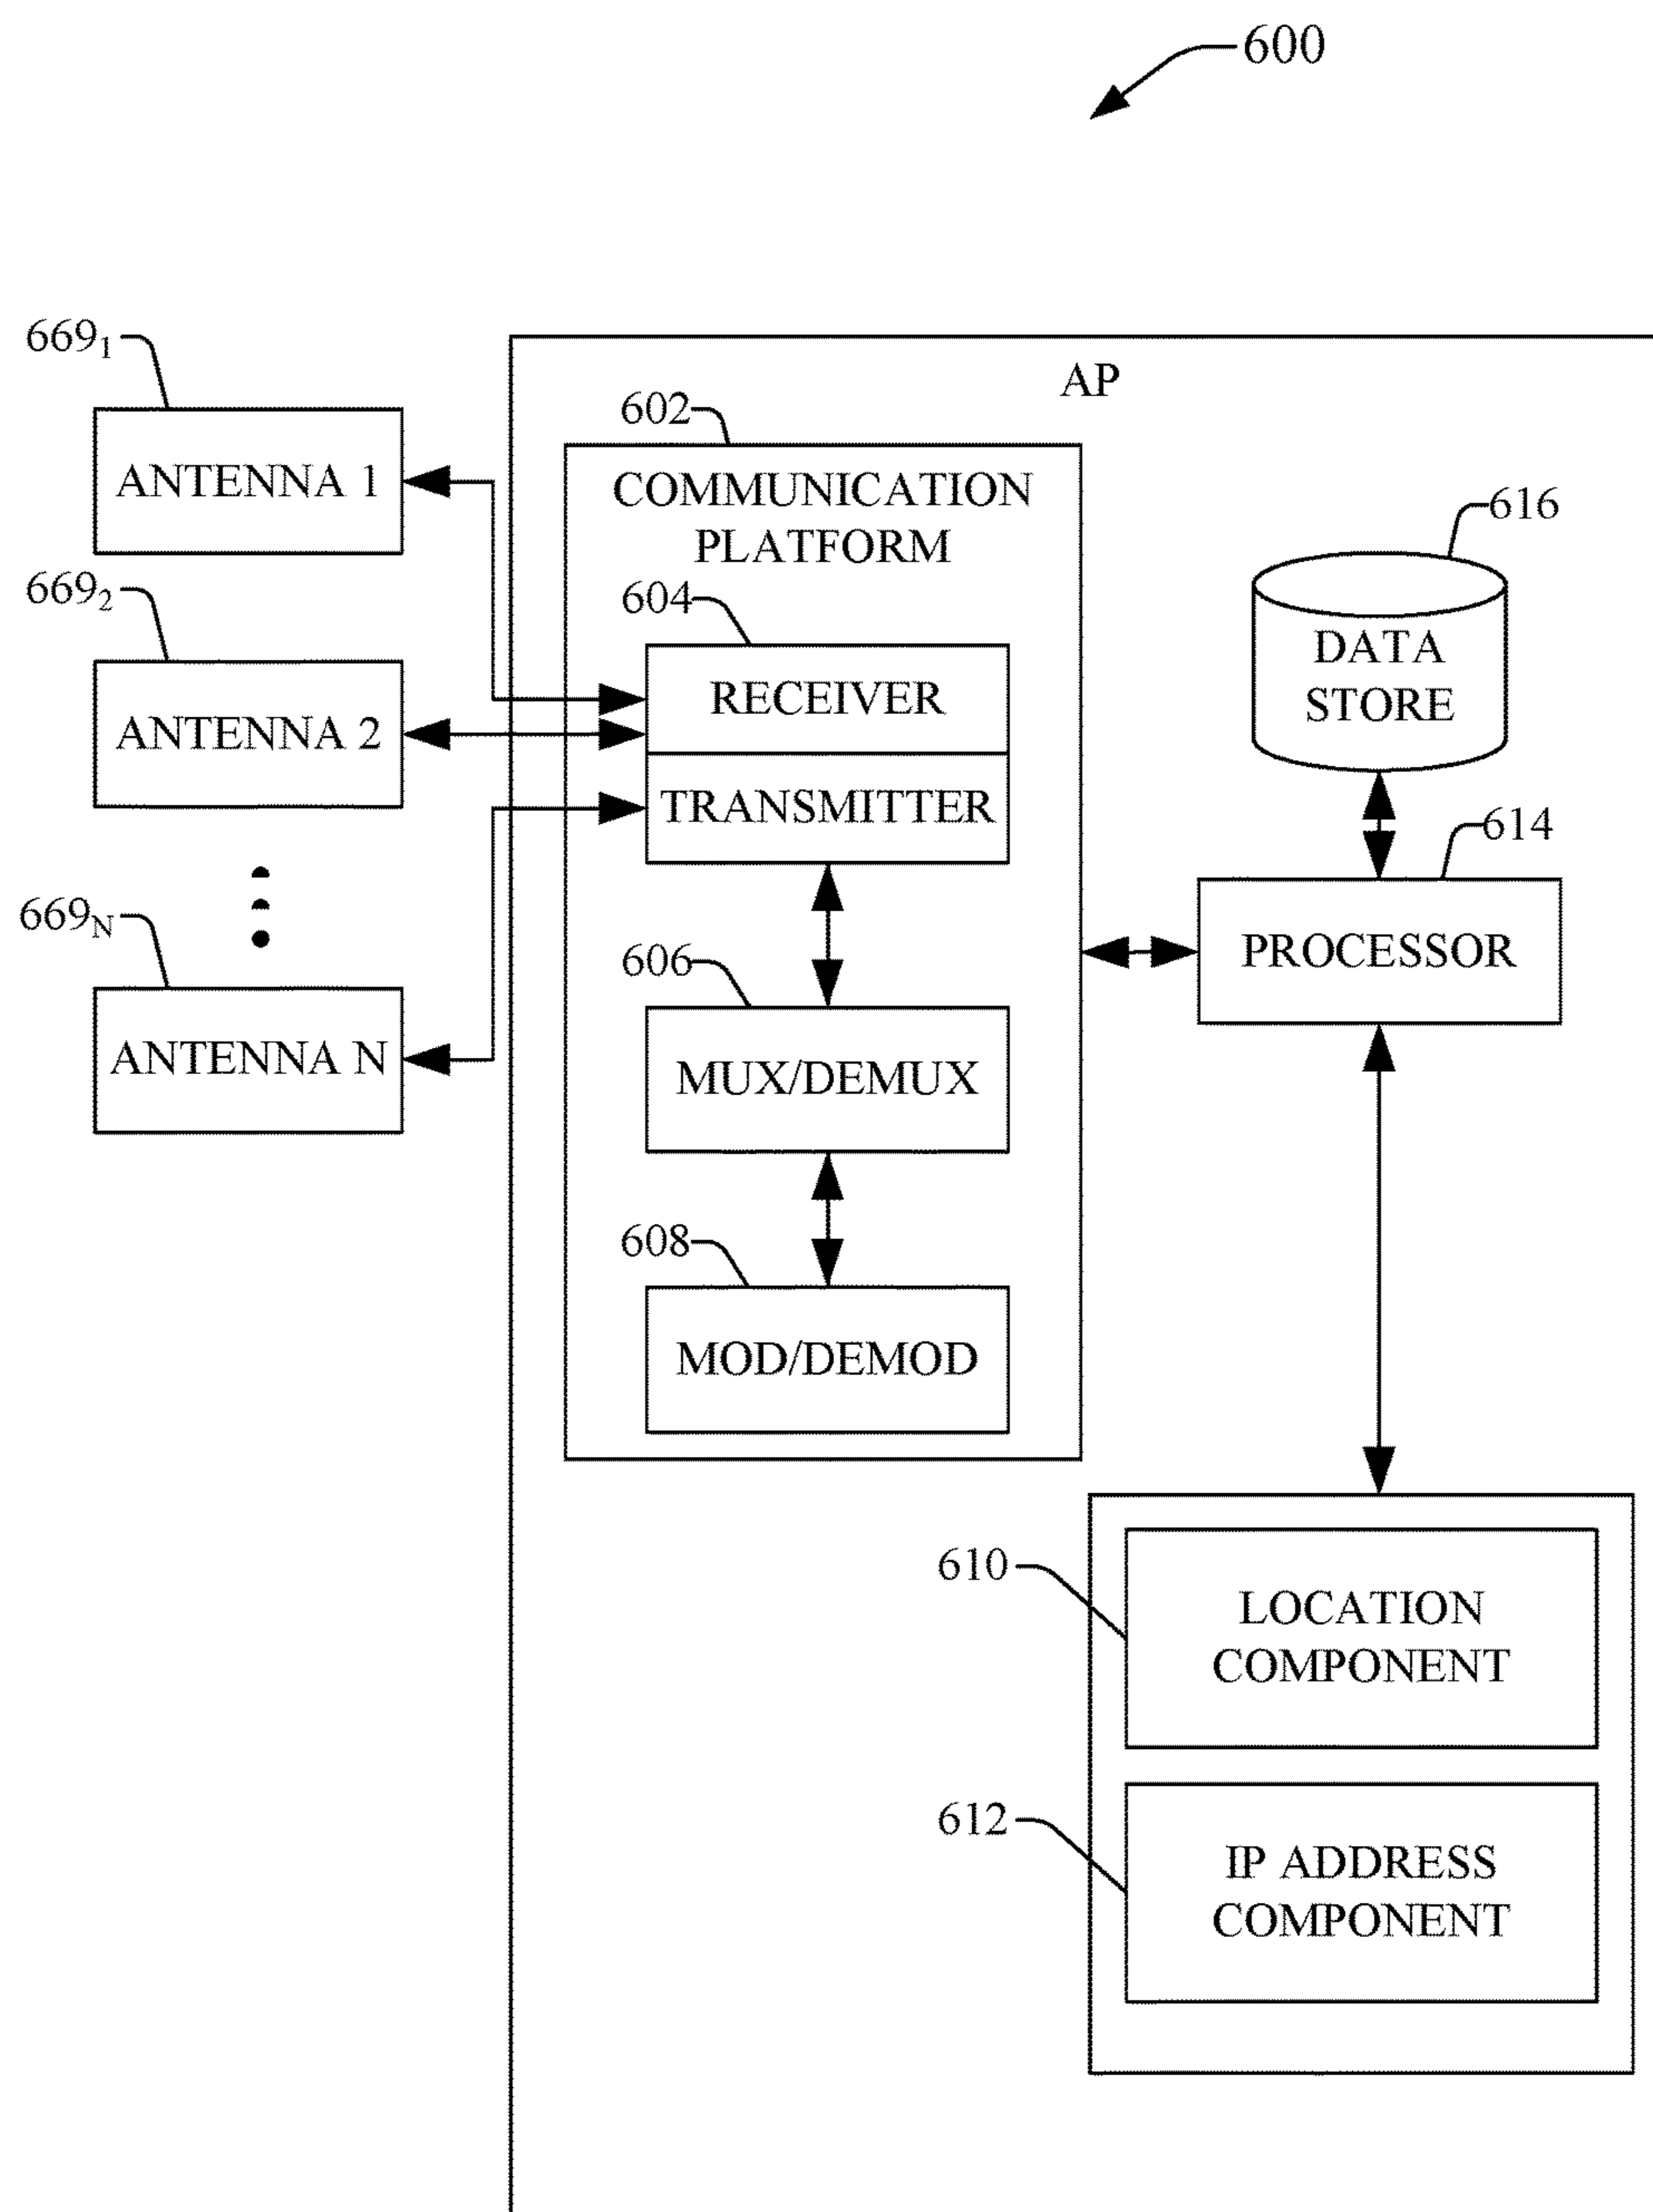 600
669₁
AP
602
ANTENNA 1
COMMUNICATION
PLATFORM
616
669₂
604
DATA
STORE
RECEIVER
ANTENNA 2
TRANSMITTER
614
669N
606
PROCESSOR
ANTENNA N
MUX/DEMUX
608
MOD/DEMOD
610
LOCATION
COMPONENT
612
IP ADDRESS
COMPONENT